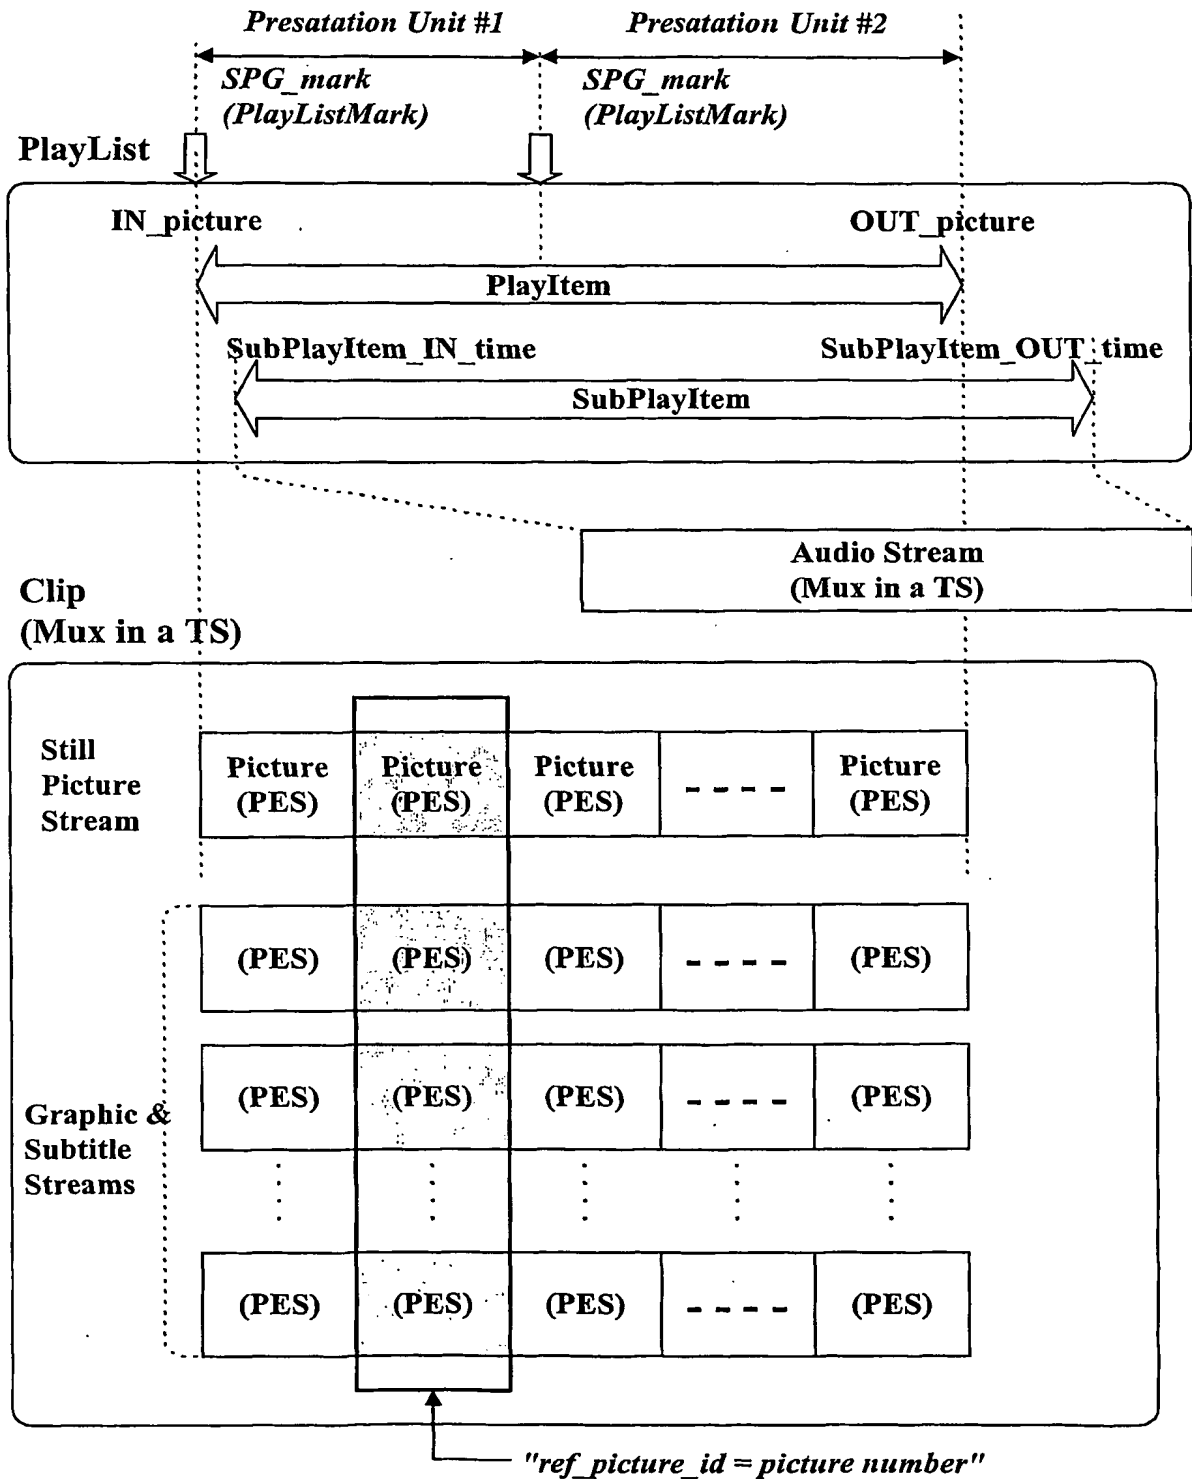 Presatation Unit #1
Presatation Unit #2
SPG_mark
(PlayListMark)
SPG_mark
(PlayListMark)
PlayList
IN_picture
OUT_picture
PlayItem
SubPlayItem_IN_time
SubPlayItem_OUT_time
SubPlayItem
Audio Stream
(Mux in a TS)
Clip
(Mux in a TS)
Still
Picture
Stream
Picture
(PES)
Picture
(PES)
Picture
(PES)
Picture
(PES)
(PES)
(PES)
(PES)
(PES)
Graphic &
Subtitle
Streams
(PES)
(PES)
(PES)
(PES)
(PES)
(PES)
(PES)
(PES)
"ref_picture_id = picture number"